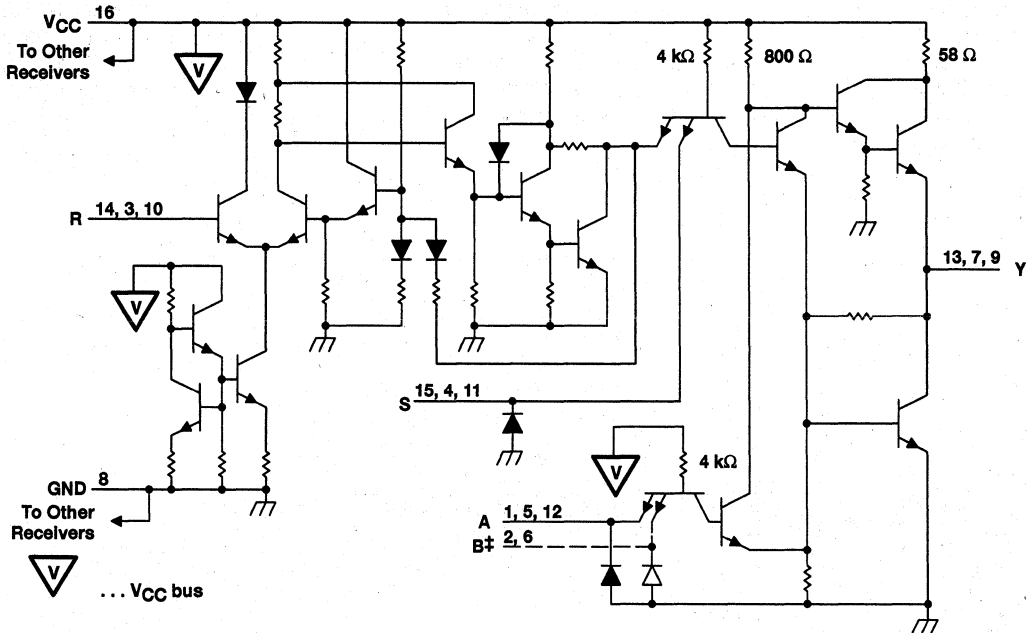 VCC 16
To Other
Receivers
V
4 kΩ
800 Ω
58 Ω
R 14, 3, 10
13, 7, 9 Y
V
S 15, 4, 11
V
4 kΩ
GND 8
To Other
Receivers
A 1, 5, 12
B‡ 2, 6
V
... VCC bus